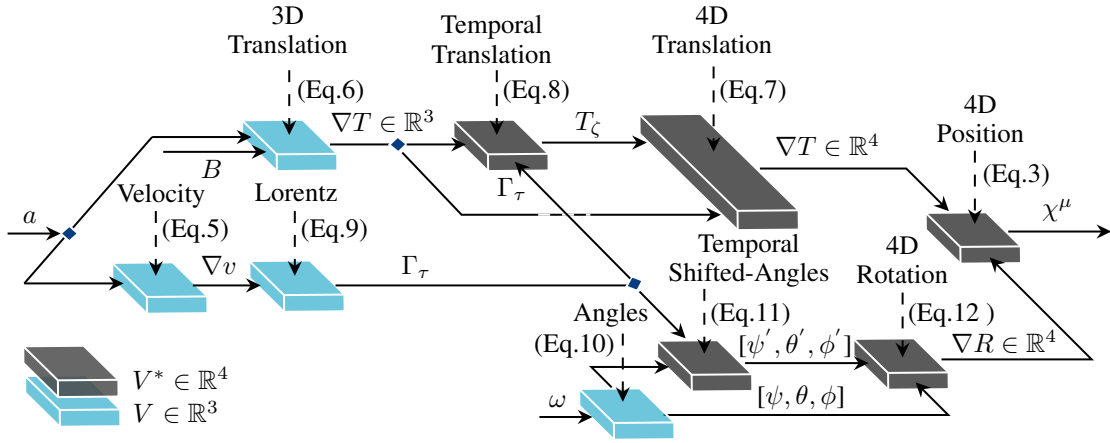 3D
Translation
Temporal
Translation
4D
Translation
(Eq.6)
(Eq.8)
(Eq.7)
4D
Position
∇T ∈ ℝ³
T_ζ
∇T ∈ ℝ⁴
(Eq.3)
B
Γ_τ
Velocity
Lorentz
a
(Eq.5)
(Eq.9)
χ^μ
Temporal
Shifted-Angles
4D
Rotation
∇v
Γ_τ
Angles
(Eq.10)
(Eq.11)
(Eq.12 )
[ψ′, θ′, ϕ′]
∇R ∈ ℝ⁴
V* ∈ ℝ⁴
V ∈ ℝ³
ω
[ψ, θ, ϕ]